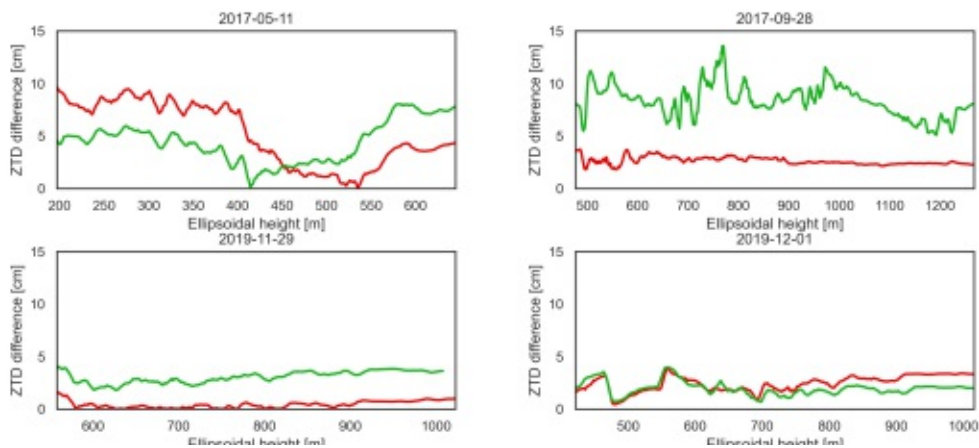 2017-05-11
ZTD difference [cm]
15
10
5
0
200 250 300 350 400 450 500 550 600
Ellipsoidal height [m]
2017-09-28
ZTD difference [cm]
15
10
5
0
500 600 700 800 900 1000 1100 1200
Ellipsoidal height [m]
2019-11-29
ZTD difference [cm]
15
10
5
0
600 700 800 900 1000
Ellipsoidal height [m]
2019-12-01
ZTD difference [cm]
15
10
5
0
500 600 700 800 900 1000
Ellipsoidal height [m]